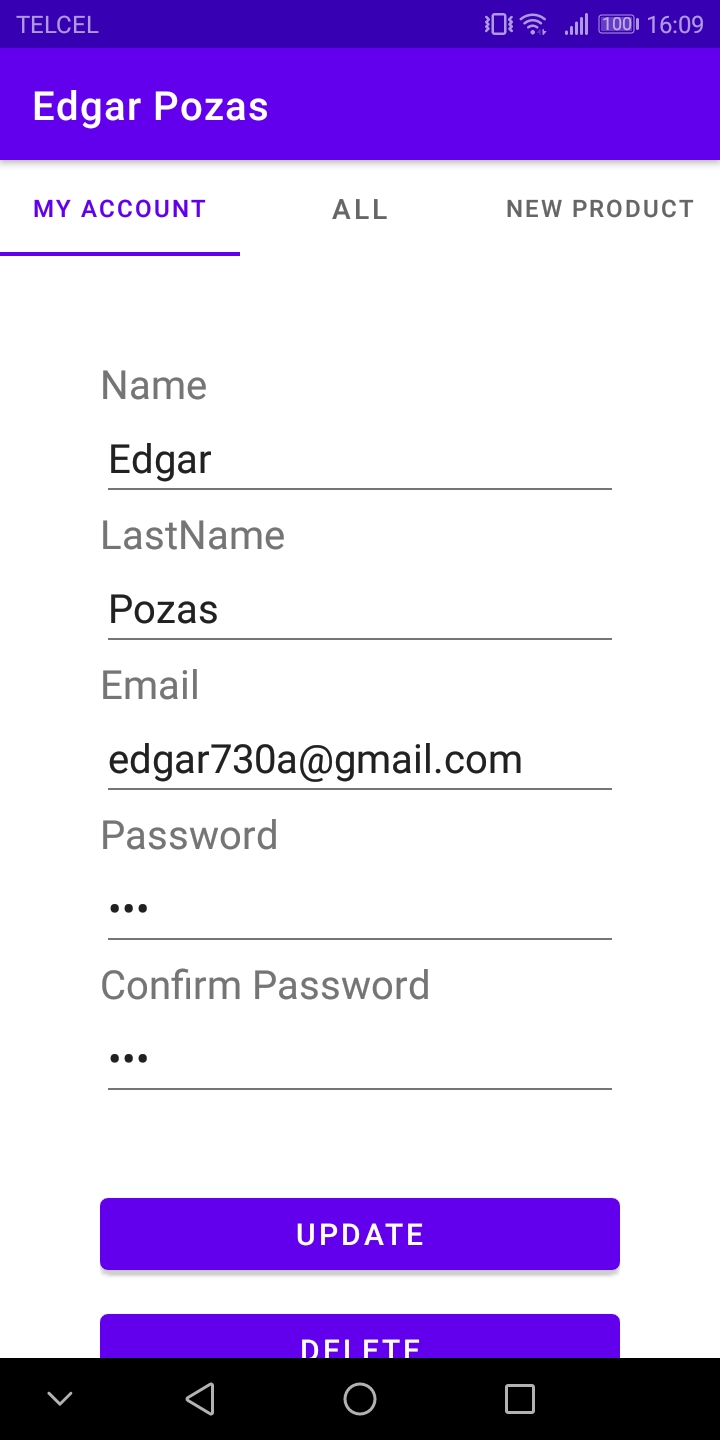 TELCEL 100 16:09
Edgar Pozas
MY ACCOUNT ALL NEW PRODUCT
Name
Edgar
LastName
Pozas
Email
edgar730a@gmail.com
Password
•••
Confirm Password
•••
UPDATE
DELETE